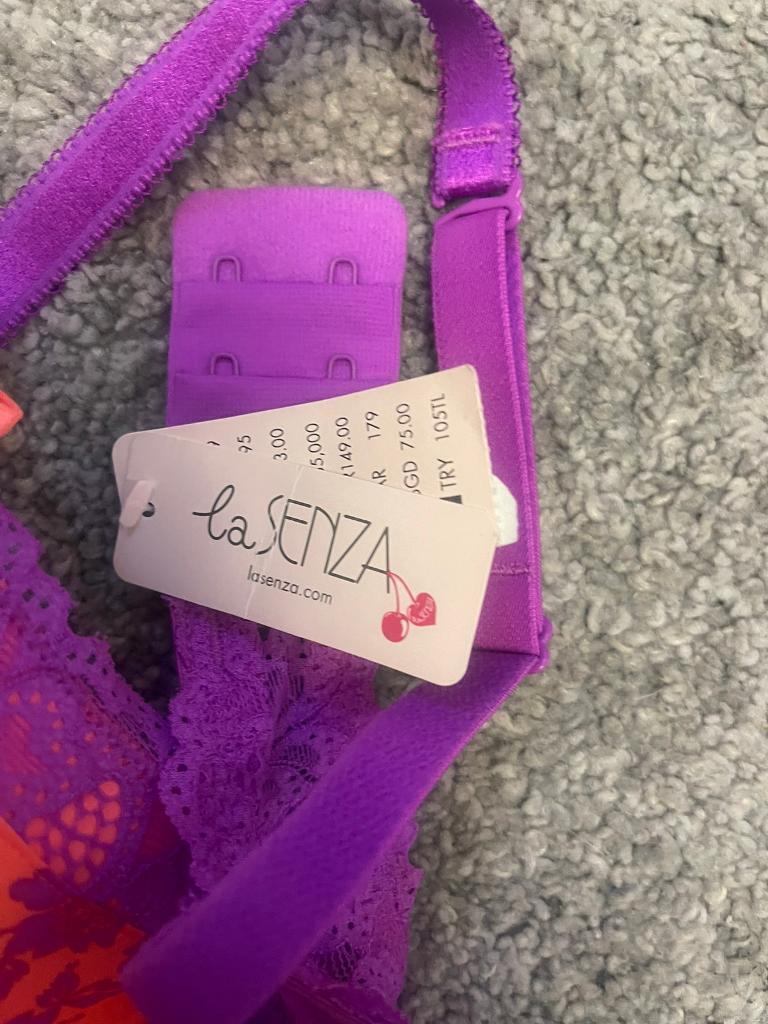 95
3.00
5,000
149.00
179
GD 75.00
TRY 105TL
la SENZA
lasenza.com